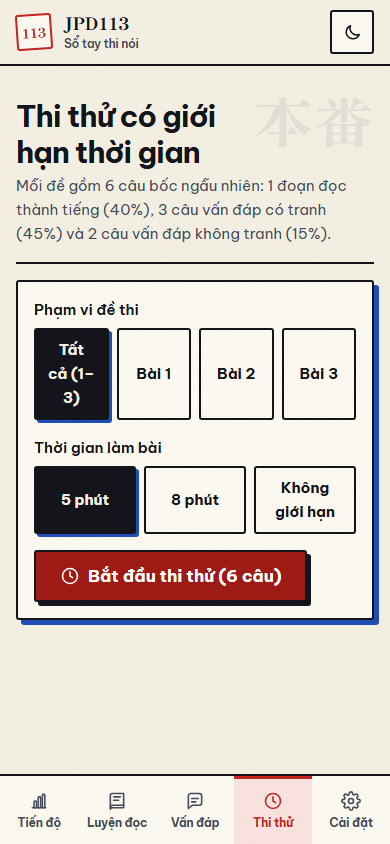 113
JPD113
Sổ tay thi nói
Thi thử có giới
hạn thời gian
本番
Mỗi đề gồm 6 câu bốc ngẫu nhiên: 1 đoạn đọc
thành tiếng (40%), 3 câu vấn đáp có tranh
(45%) và 2 câu vấn đáp không tranh (15%).
Phạm vi đề thi
Tất
cả (1–
3)
Bài 1
Bài 2
Bài 3
Thời gian làm bài
5 phút
8 phút
Không
giới hạn
Bắt đầu thi thử (6 câu)
Tiến độ
Luyện đọc
Vấn đáp
Thi thử
Cài đặt